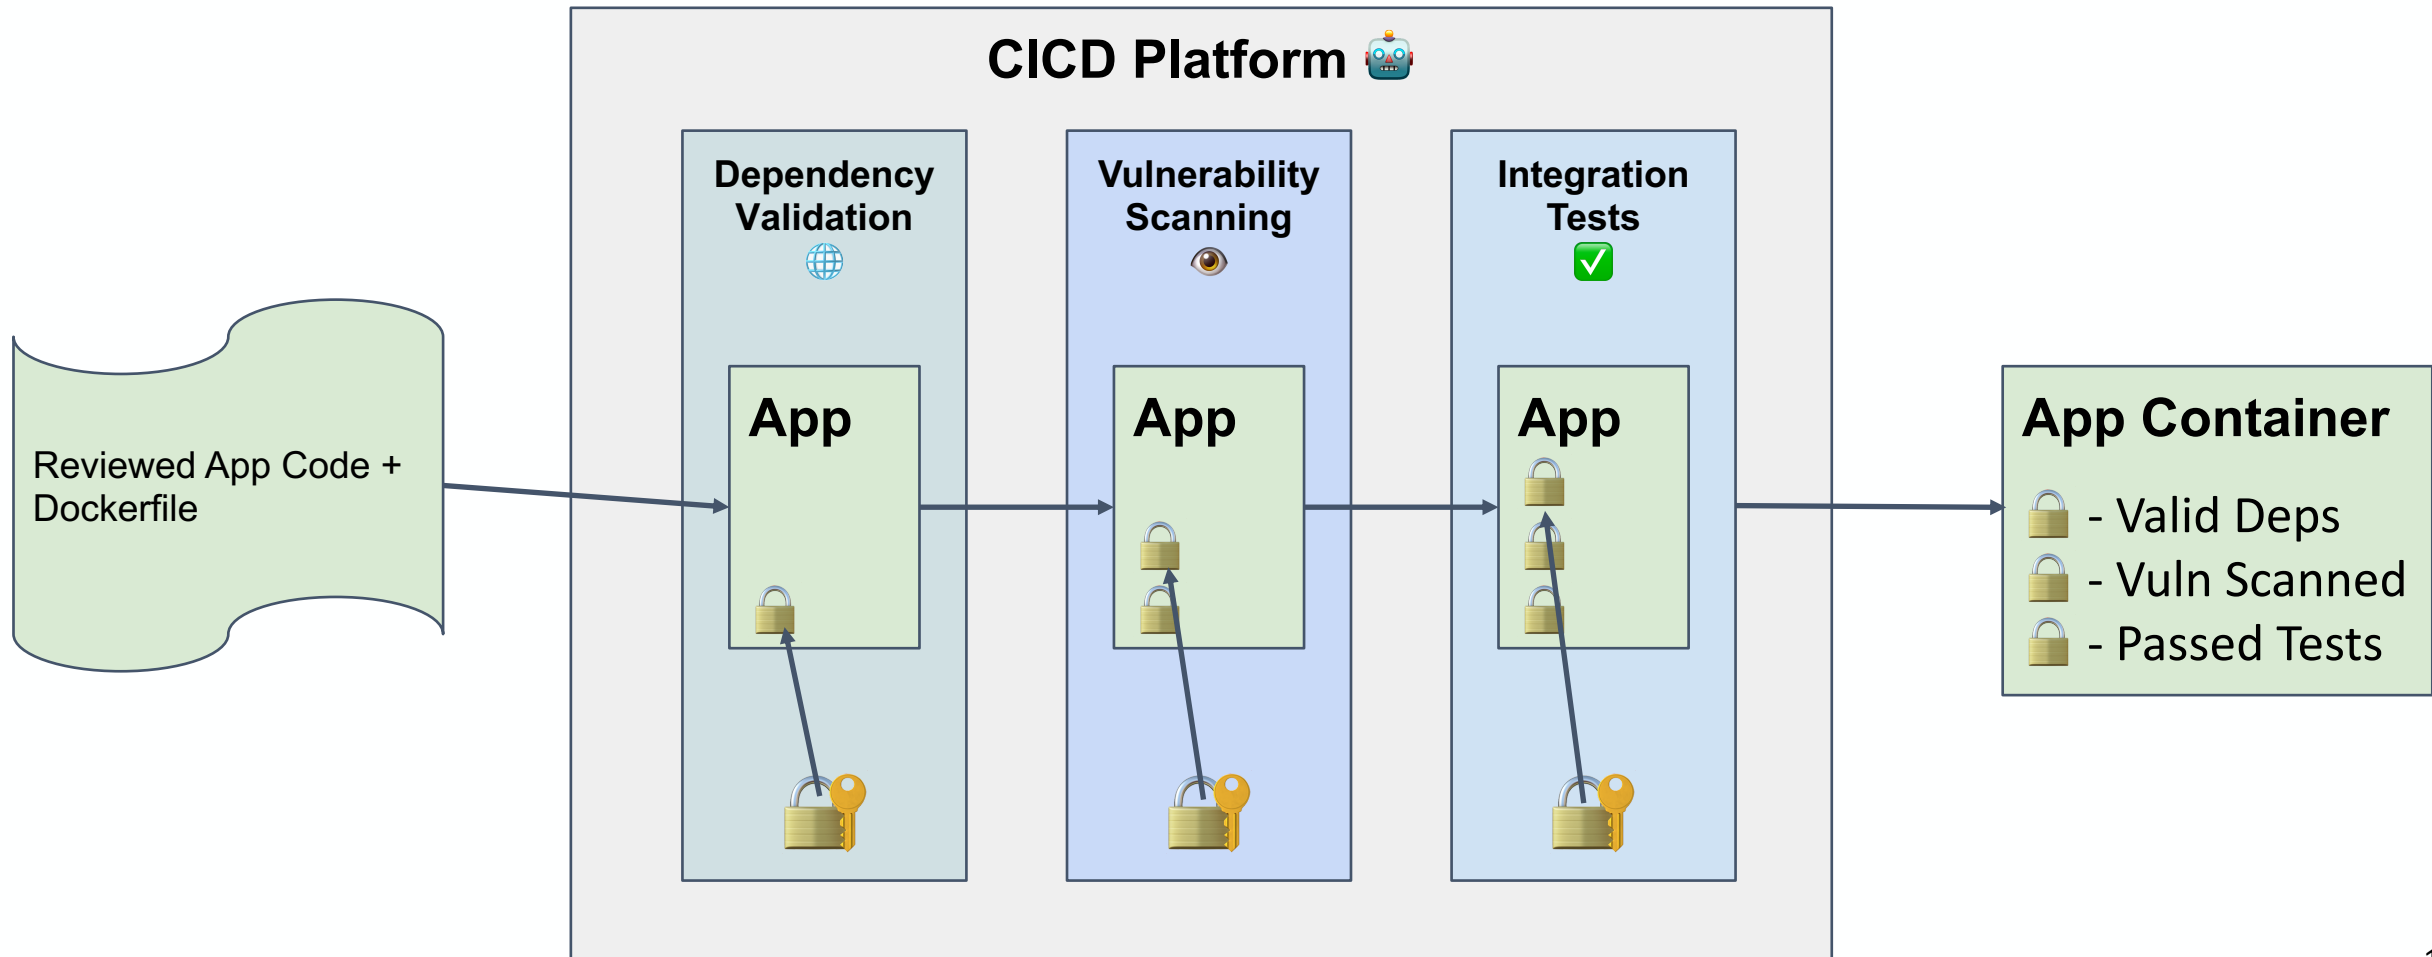 CICD Platform
Dependency
Validation
Vulnerability
Scanning
Integration
Tests
Reviewed App Code +
Dockerfile
App
App
App
App Container
- Valid Deps
- Vuln Scanned
- Passed Tests